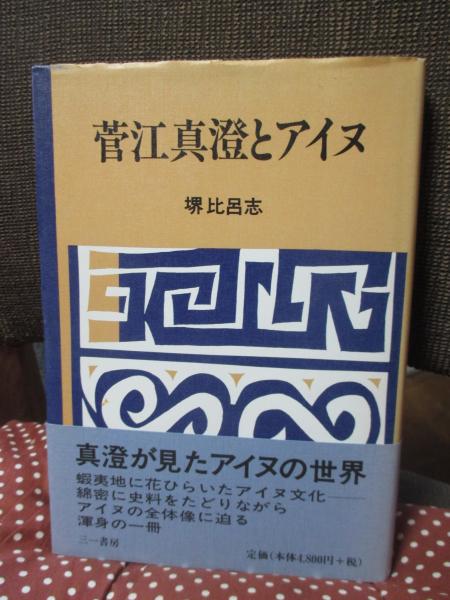 菅江真澄とアイヌ
堺比呂志
真澄が見たアイヌの世界
蝦夷地に花ひらいたアイヌ文化――
綿密に史料をたどりながら
アイヌの全体像に迫る
渾身の一冊
三一書房
定価(本体4,800円+税)